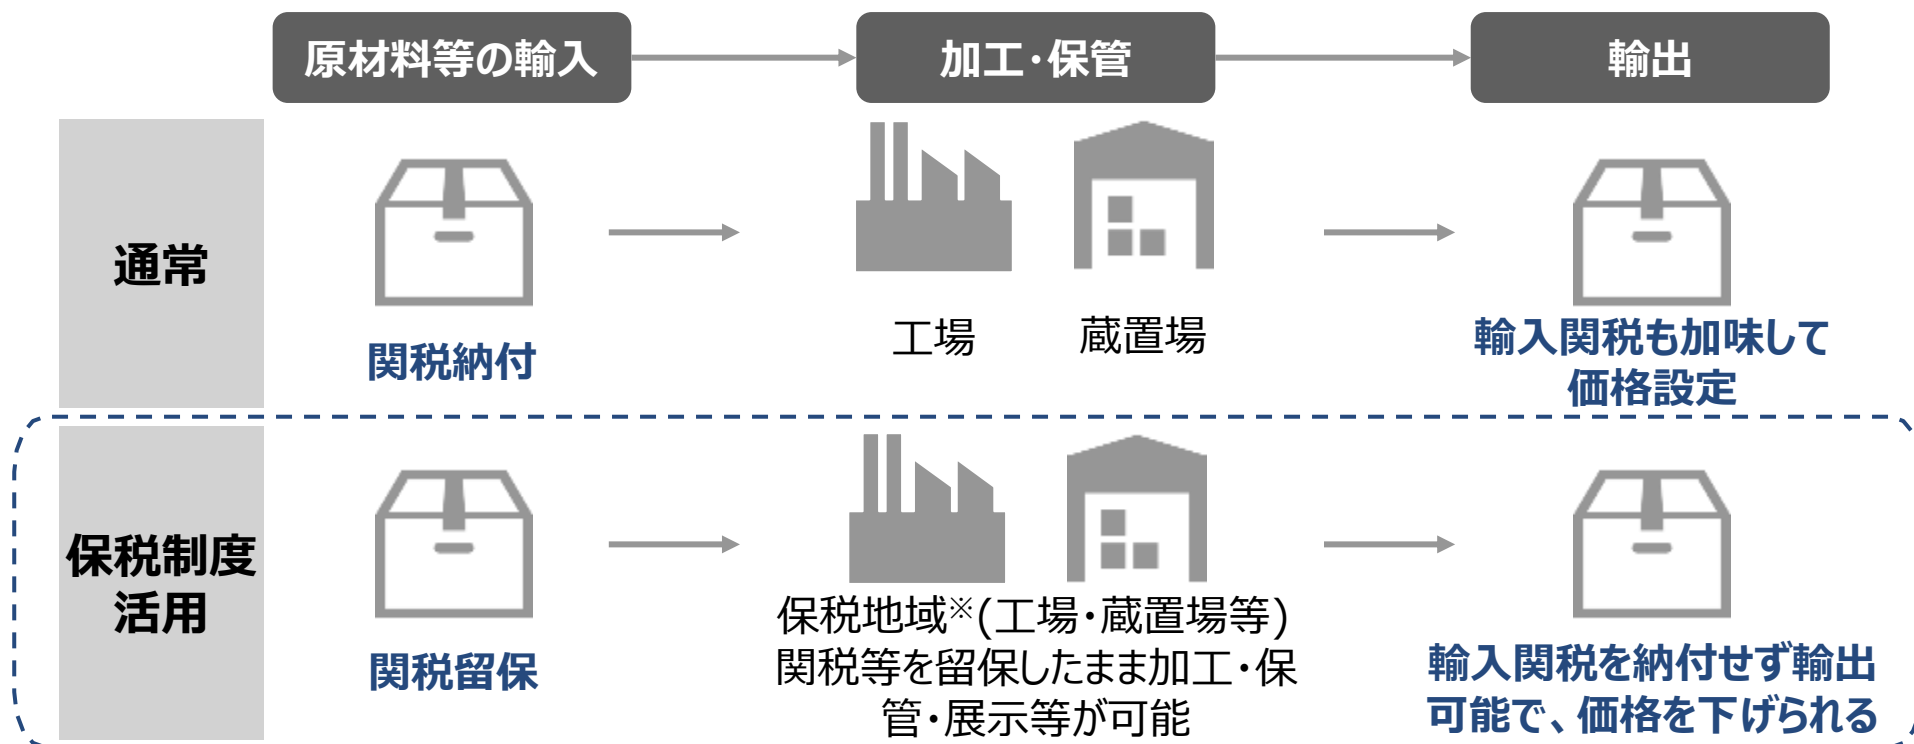 原材料等の輸入
加工・保管
輸出
通常
関税納付
工場
蔵置場
輸入関税も加味して
価格設定
保税制度
活用
関税留保
保税地域※(工場・蔵置場等)
関税等を留保したまま加工・保
管・展示等が可能
輸入関税を納付せず輸出
可能で、価格を下げられる